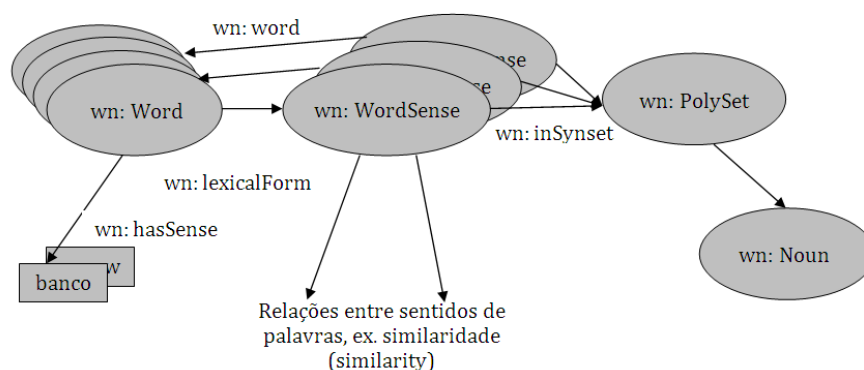 wn: word
nse
se
wn: Word
wn: WordSense
wn: PolySet
wn: inSynset
wn: lexicalForm
wn: hasSense
w
banco
wn: Noun
Relações entre sentidos de
palavras, ex. similaridade
(similarity)